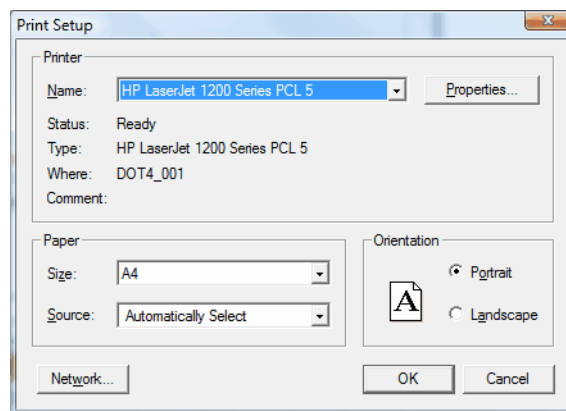 Print Setup
Printer
Name: HP LaserJet 1200 Series PCL 5 Properties...
Status: Ready
Type: HP LaserJet 1200 Series PCL 5
Where: DOT4_001
Comment:
Paper
Size: A4
Source: Automatically Select
Orientation
A
Portrait
Landscape
Network... OK Cancel